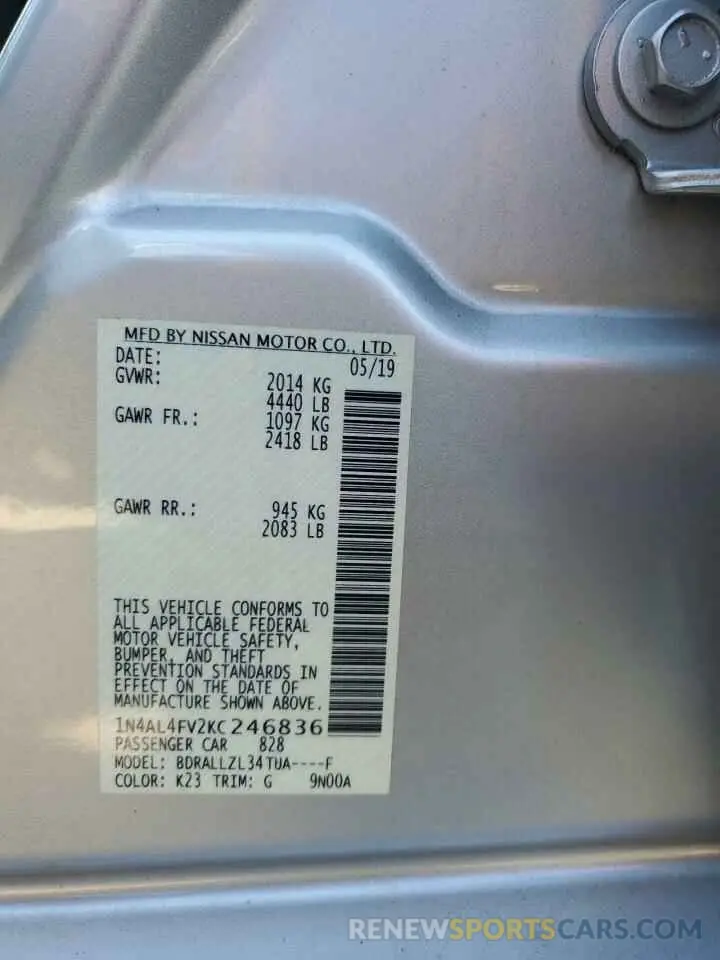 MFD BY NISSAN MOTOR CO., LTD.
DATE: 05/19
GVWR: 2014 KG
4440 LB
GAWR FR.: 1097 KG
2418 LB
GAWR RR.: 945 KG
2083 LB
THIS VEHICLE CONFORMS TO
ALL APPLICABLE FEDERAL
MOTOR VEHICLE SAFETY,
BUMPER, AND THEFT
PREVENTION STANDARDS IN
EFFECT ON THE DATE OF
MANUFACTURE SHOWN ABOVE.
1N4AL4FV2KC246836
PASSENGER CAR 828
MODEL: BDRALLZL34TUA----F
COLOR: K23 TRIM: G 9N00A
RENEWSPORTSCARS.COM